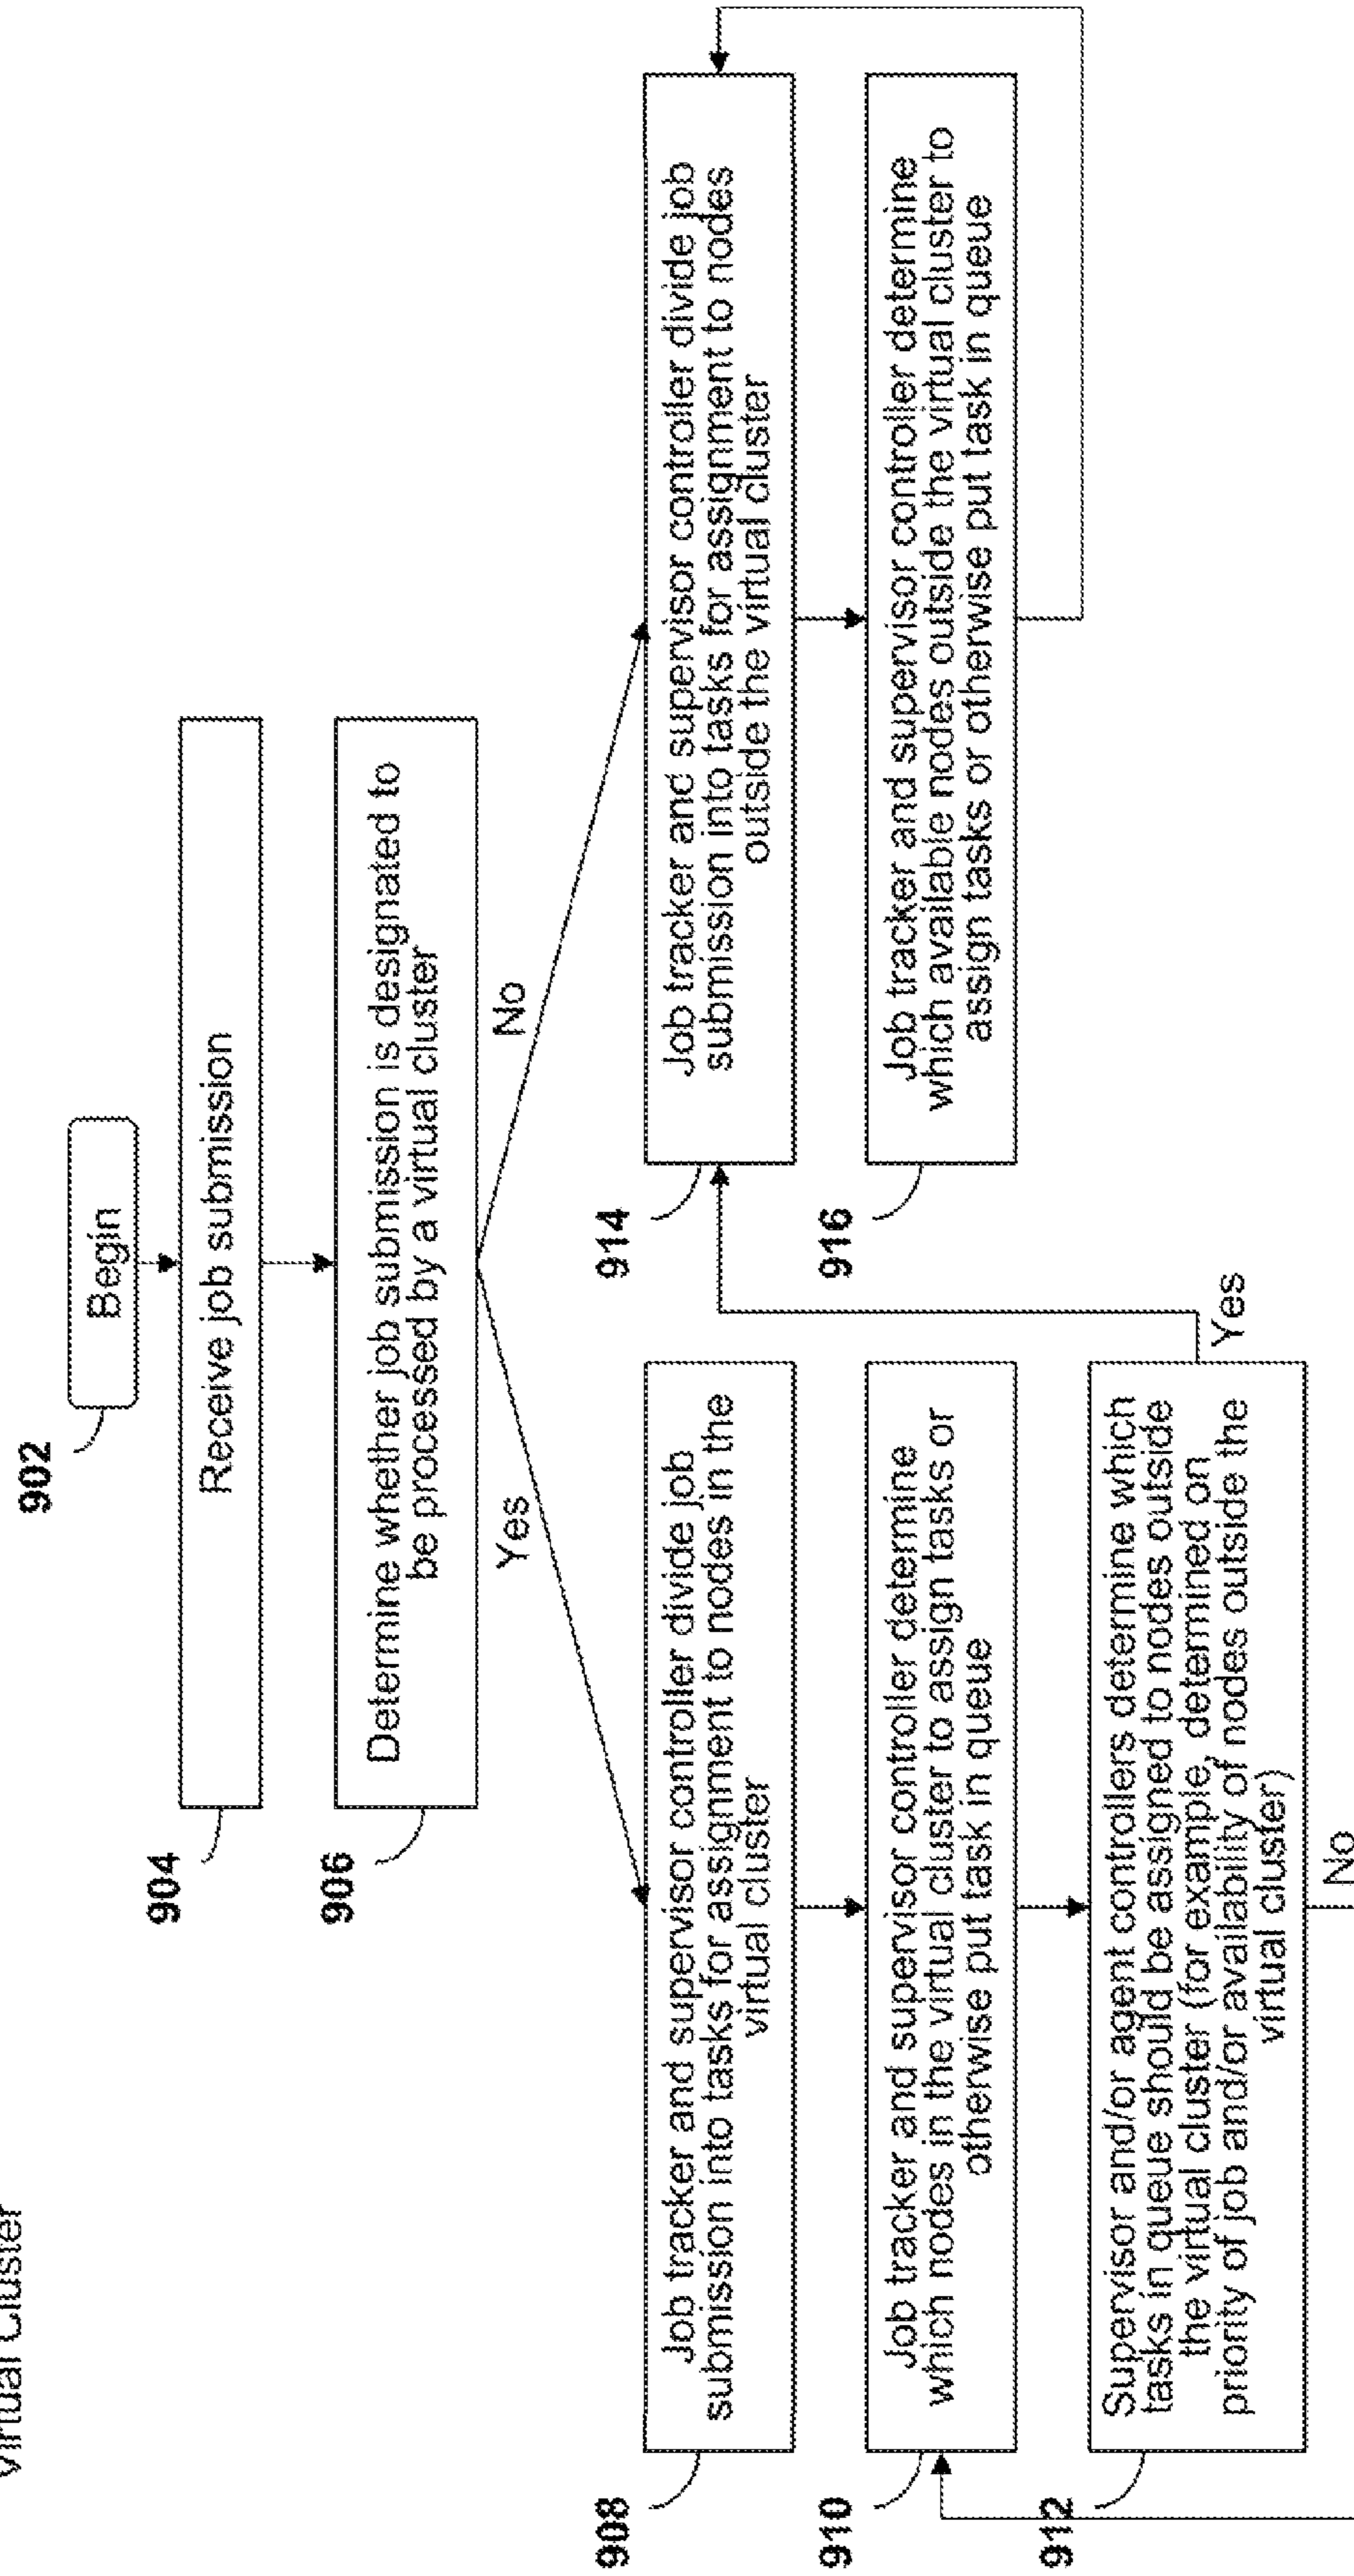 Virtual Cluster
902
Begin
904
Receive job submission
906
Determine whether job submission is designated to
be processed by a virtual cluster
Yes
No
908
Job tracker and supervisor controller divide job
submission into tasks for assignment to nodes in the
virtual cluster
914
Job tracker and supervisor controller divide job
submission into tasks for assignment to nodes
outside the virtual cluster
910
Job tracker and supervisor controller determine
which nodes in the virtual cluster to assign tasks or
otherwise put task in queue
916
Job tracker and supervisor controller determine
which available nodes outside the virtual cluster to
assign tasks or otherwise put task in queue
912
Supervisor and/or agent controllers determine which
tasks in queue should be assigned to nodes outside
the virtual cluster (for example, determined on
priority of job and/or availability of nodes outside the
virtual cluster)
Yes
No